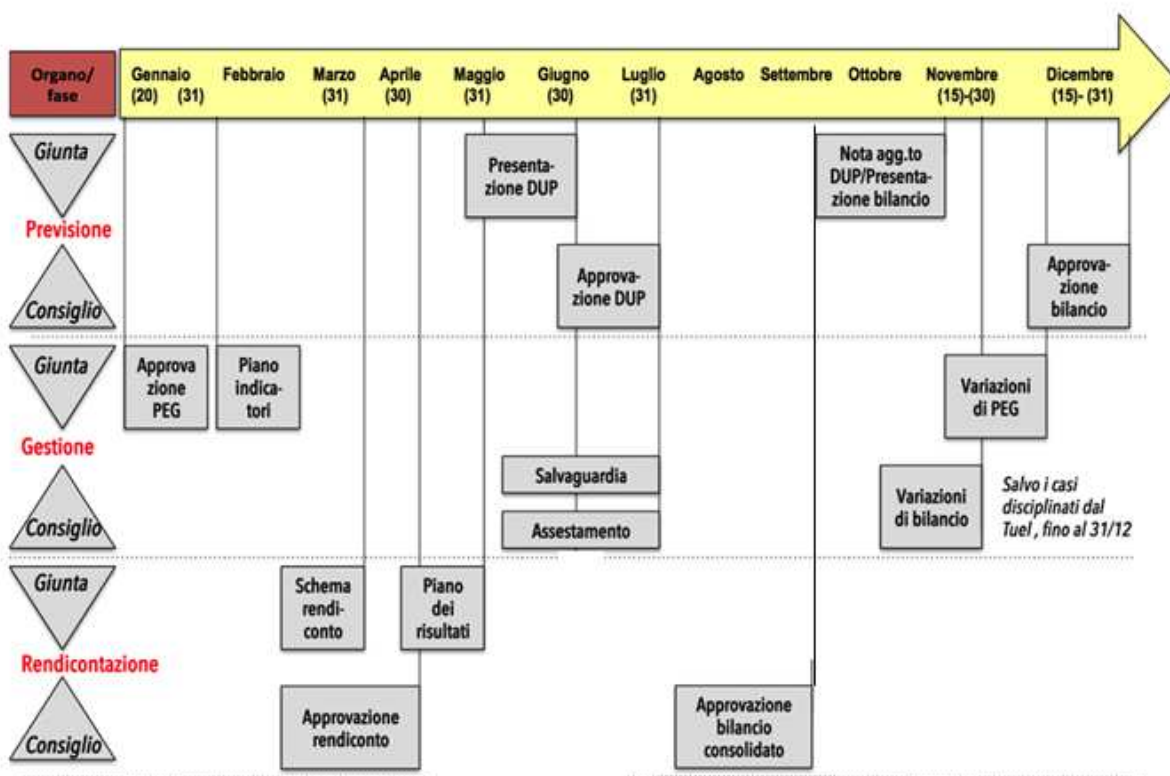 Organo/
fase
Gennaio
(20) (31)
Febbraio
Marzo
(31)
Aprile
(30)
Maggio
(31)
Giugno
(30)
Luglio
(31)
Agosto
Settembre
Ottobre
Novembre
(15)-(30)
Dicembre
(15)- (31)
Giunta
Previsione
Consiglio
Presenta-
zione DUP
Nota agg.to
DUP/Presenta-
zione bilancio
Approva-
zione DUP
Approva-
zione
bilancio
Giunta
Gestione
Consiglio
Approva
zione
PEG
Piano
indica-
tori
Variazioni
di PEG
Salvaguardia
Assestamento
Variazioni
di bilancio
Salvo i casi
disciplinati dal
Tuel , fino al 31/12
Giunta
Rendicontazione
Consiglio
Schema
rendi-
conto
Piano
dei
risultati
Approvazione
rendiconto
Approvazione
bilancio
consolidato